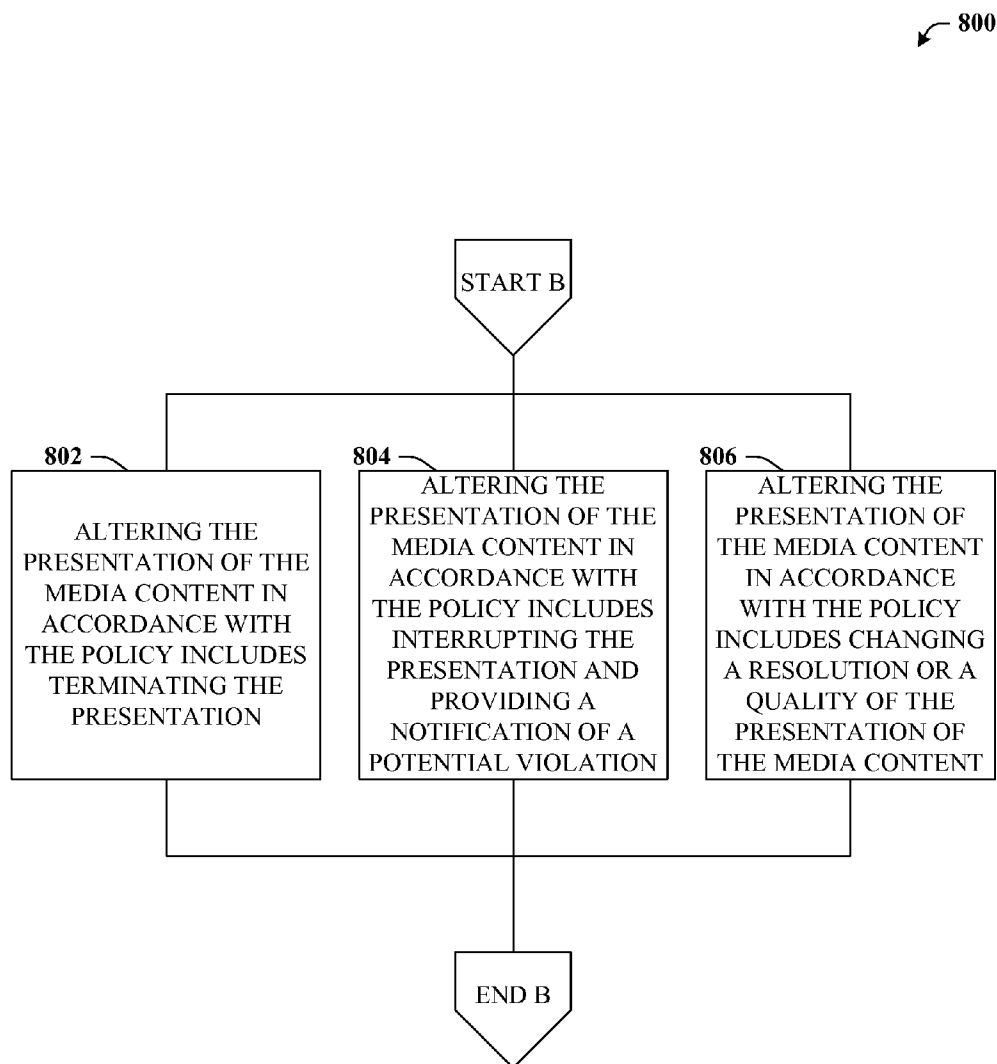 800
START B
802
ALTERING THE
PRESENTATION OF THE
MEDIA CONTENT IN
ACCORDANCE WITH
THE POLICY INCLUDES
TERMINATING THE
PRESENTATION
804
ALTERING THE
PRESENTATION OF THE
MEDIA CONTENT IN
ACCORDANCE WITH
THE POLICY INCLUDES
INTERRUPTING THE
PRESENTATION AND
PROVIDING A
NOTIFICATION OF A
POTENTIAL VIOLATION
806
ALTERING THE
PRESENTATION OF
THE MEDIA CONTENT
IN ACCORDANCE
WITH THE POLICY
INCLUDES CHANGING
A RESOLUTION OR A
QUALITY OF THE
PRESENTATION OF
THE MEDIA CONTENT
END B